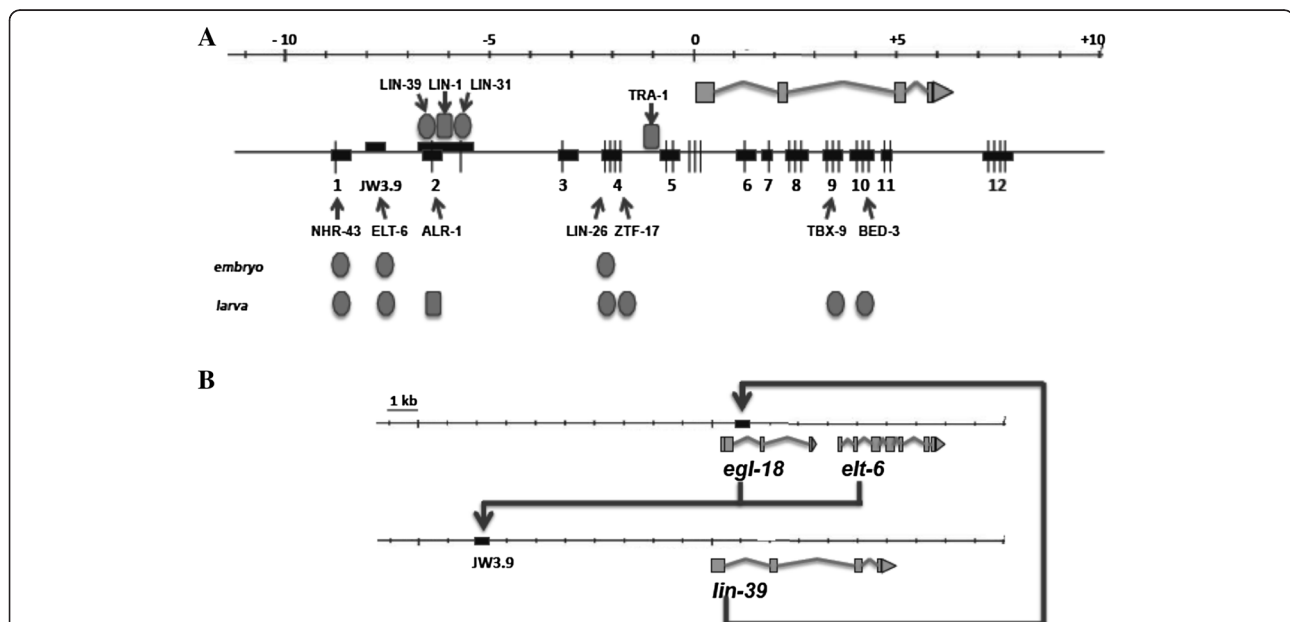 A
- 10 -5 0 +5 +10
LIN-39 LIN-1 LIN-31
TRA-1
1 JW3.9 2 3 4 5 6 7 8 9 10 11 12
NHR-43 ELT-6 ALR-1 LIN-26 ZTF-17 TBX-9 BED-3
embryo
larva
B
1 kb
egl-18 elt-6
JW3.9
lin-39